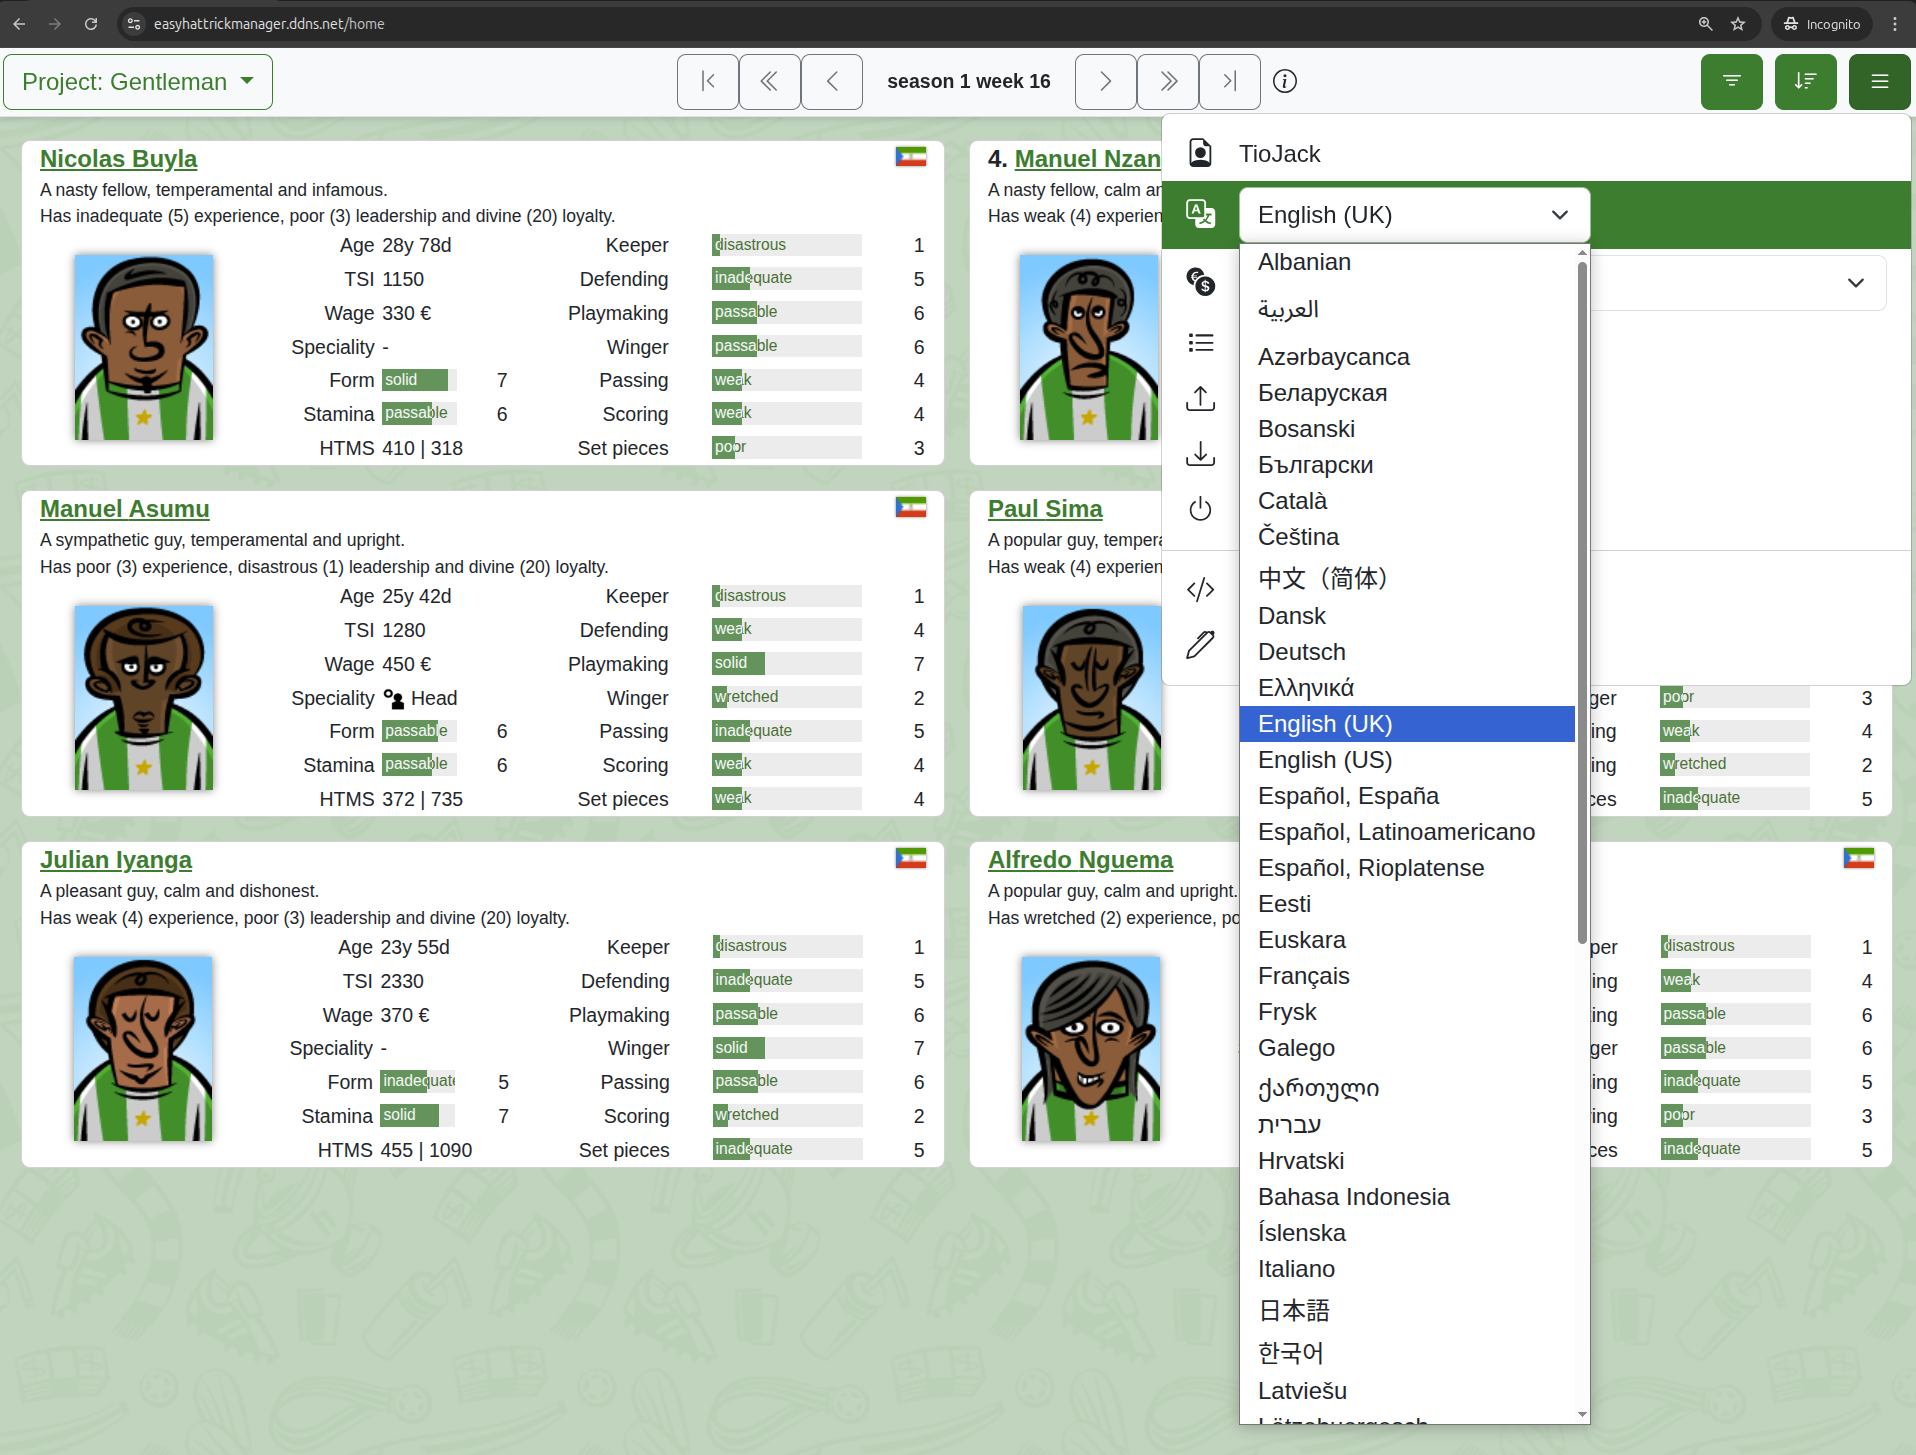 easyhattrickmanager.ddns.net/home
Incognito
Project: Gentleman
season 1 week 16
Nicolas Buyla
A nasty fellow, temperamental and infamous.
Has inadequate (5) experience, poor (3) leadership and divine (20) loyalty.
Age 28y 78d
TSI 1150
Wage 330 €
Speciality -
Form solid 7
Stamina passable 6
HTMS 410 | 318
Keeper disastrous 1
Defending inadequate 5
Playmaking passable 6
Winger passable 6
Passing weak 4
Scoring weak 4
Set pieces poor 3
4. Manuel Nzan
A nasty fellow, calm an
Has weak (4) experien
Manuel Asumu
A sympathetic guy, temperamental and upright.
Has poor (3) experience, disastrous (1) leadership and divine (20) loyalty.
Age 25y 42d
TSI 1280
Wage 450 €
Speciality Head
Form passable 6
Stamina passable 6
HTMS 372 | 735
Keeper disastrous 1
Defending weak 4
Playmaking solid 7
Winger wretched 2
Passing inadequate 5
Scoring weak 4
Set pieces weak 4
Paul Sima
A popular guy, tempera
Has weak (4) experien
ger poor 3
ing weak 4
ing wretched 2
ces inadequate 5
Julian Iyanga
A pleasant guy, calm and dishonest.
Has weak (4) experience, poor (3) leadership and divine (20) loyalty.
Age 23y 55d
TSI 2330
Wage 370 €
Speciality -
Form inadequate 5
Stamina solid 7
HTMS 455 | 1090
Keeper disastrous 1
Defending inadequate 5
Playmaking passable 6
Winger solid 7
Passing passable 6
Scoring wretched 2
Set pieces inadequate 5
Alfredo Nguema
A popular guy, calm and upright.
Has wretched (2) experience, po
per disastrous 1
ing weak 4
ing passable 6
ger passable 6
ing inadequate 5
ing poor 3
ces inadequate 5
TioJack
English (UK)
Albanian
العربية
Azərbaycanca
Беларуская
Bosanski
Български
Català
Čeština
中文（简体）
Dansk
Deutsch
Ελληνικά
English (UK)
English (US)
Español, España
Español, Latinoamericano
Español, Rioplatense
Eesti
Euskara
Français
Frysk
Galego
ქართული
עברית
Hrvatski
Bahasa Indonesia
Íslenska
Italiano
日本語
한국어
Latviešu